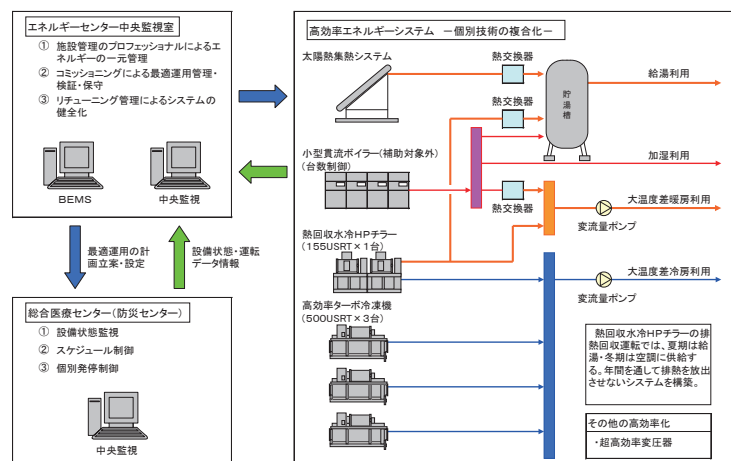 エネルギーセンター中央監視室
① 施設管理のプロフェッショナルによるエ
ネルギーの一元管理
② コミッショニングによる最適運用管理・
検証・保守
③ リチューニング管理によるシステムの
健全化
BEMS
中央監視
最適運用の計
画立案・設定
設備状態・運転
データ情報
総合医療センター(防災センター)
① 設備状態監視
② スケジュール制御
③ 個別発停制御
中央監視
高効率エネルギーシステム －個別技術の複合化－
太陽熱集熱システム
熱交換器
給湯利用
貯湯槽
熱交換器
小型貫流ボイラー(補助対象外)
(台数制御)
加湿利用
熱交換器
大温度差暖房利用
変流量ポンプ
熱回収水冷HPチラー
(155USRT×1台)
大温度差冷房利用
変流量ポンプ
高効率ターボ冷凍機
(500USRT×3台)
熱回収水冷HPチラーの排
熱回収運転では、夏期は給
湯・冬期は空調に供給す
る。年間を通して排熱を放出
させないシステムを構築。
その他の高効率化
・超高効率変圧器